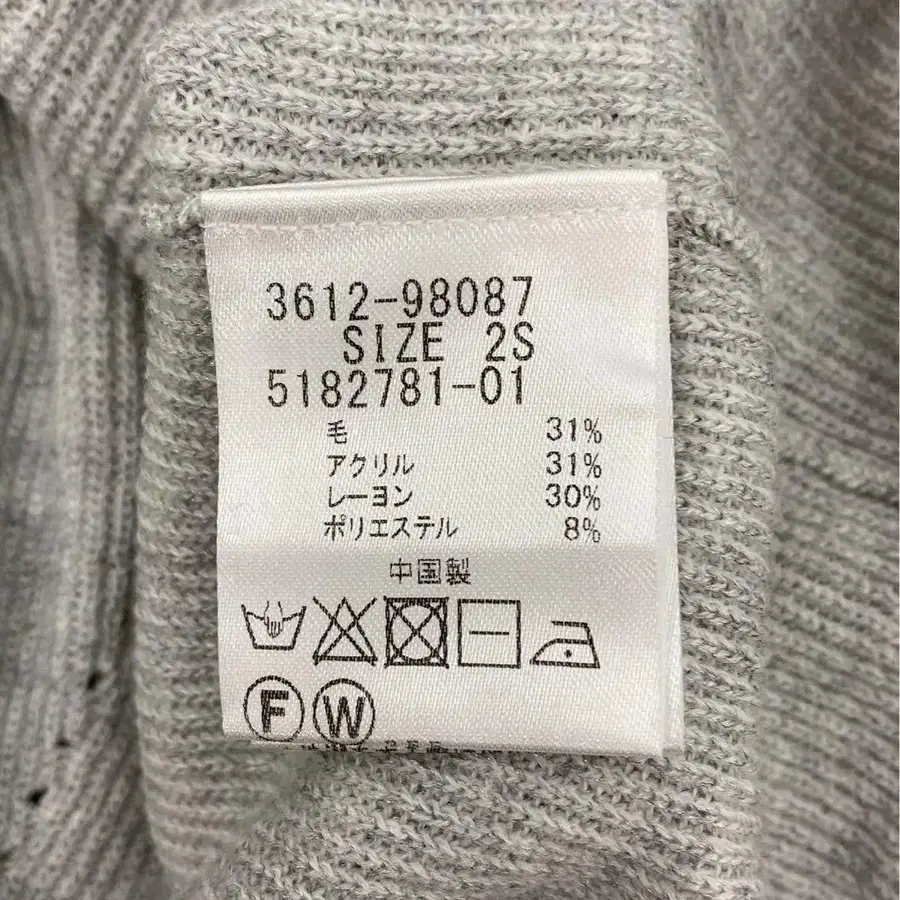 3612-98087
SIZE 2S
5182781-01
毛 31%
アクリル 31%
レーヨン 30%
ポリエステル 8%
中国製
F W